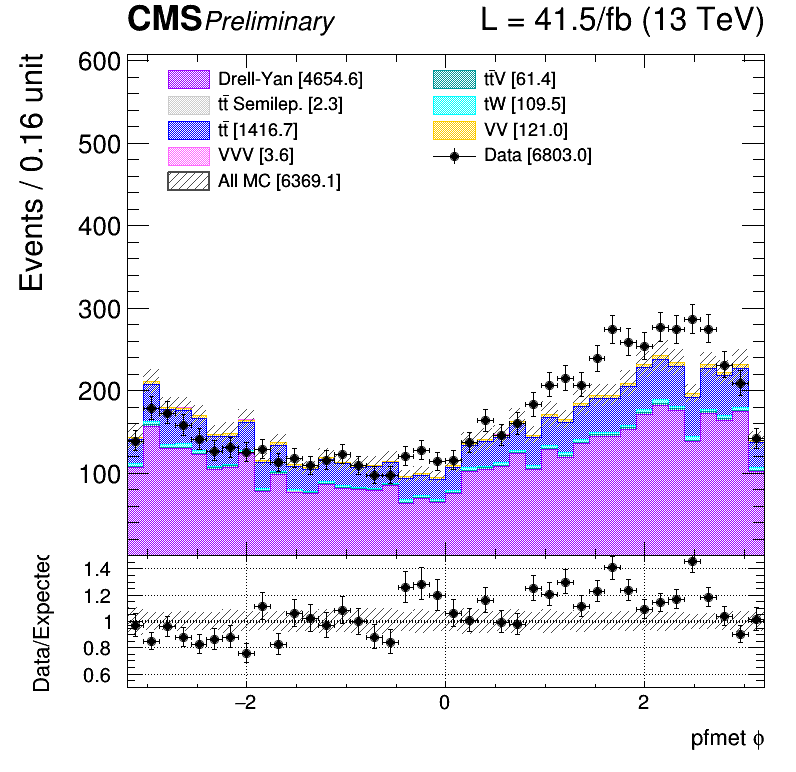 CMS Preliminary L = 41.5/fb (13 TeV)
Events / 0.16 unit
600
500
400
300
200
100
Drell-Yan [4654.6]
tt̄ Semilep. [2.3]
tt̄ [1416.7]
VVV [3.6]
All MC [6369.1]
tt̄V [61.4]
tW [109.5]
VV [121.0]
Data [6803.0]
Data/Expected
1.4
1.2
1
0.8
0.6
−2 0 2
pfmet ϕ